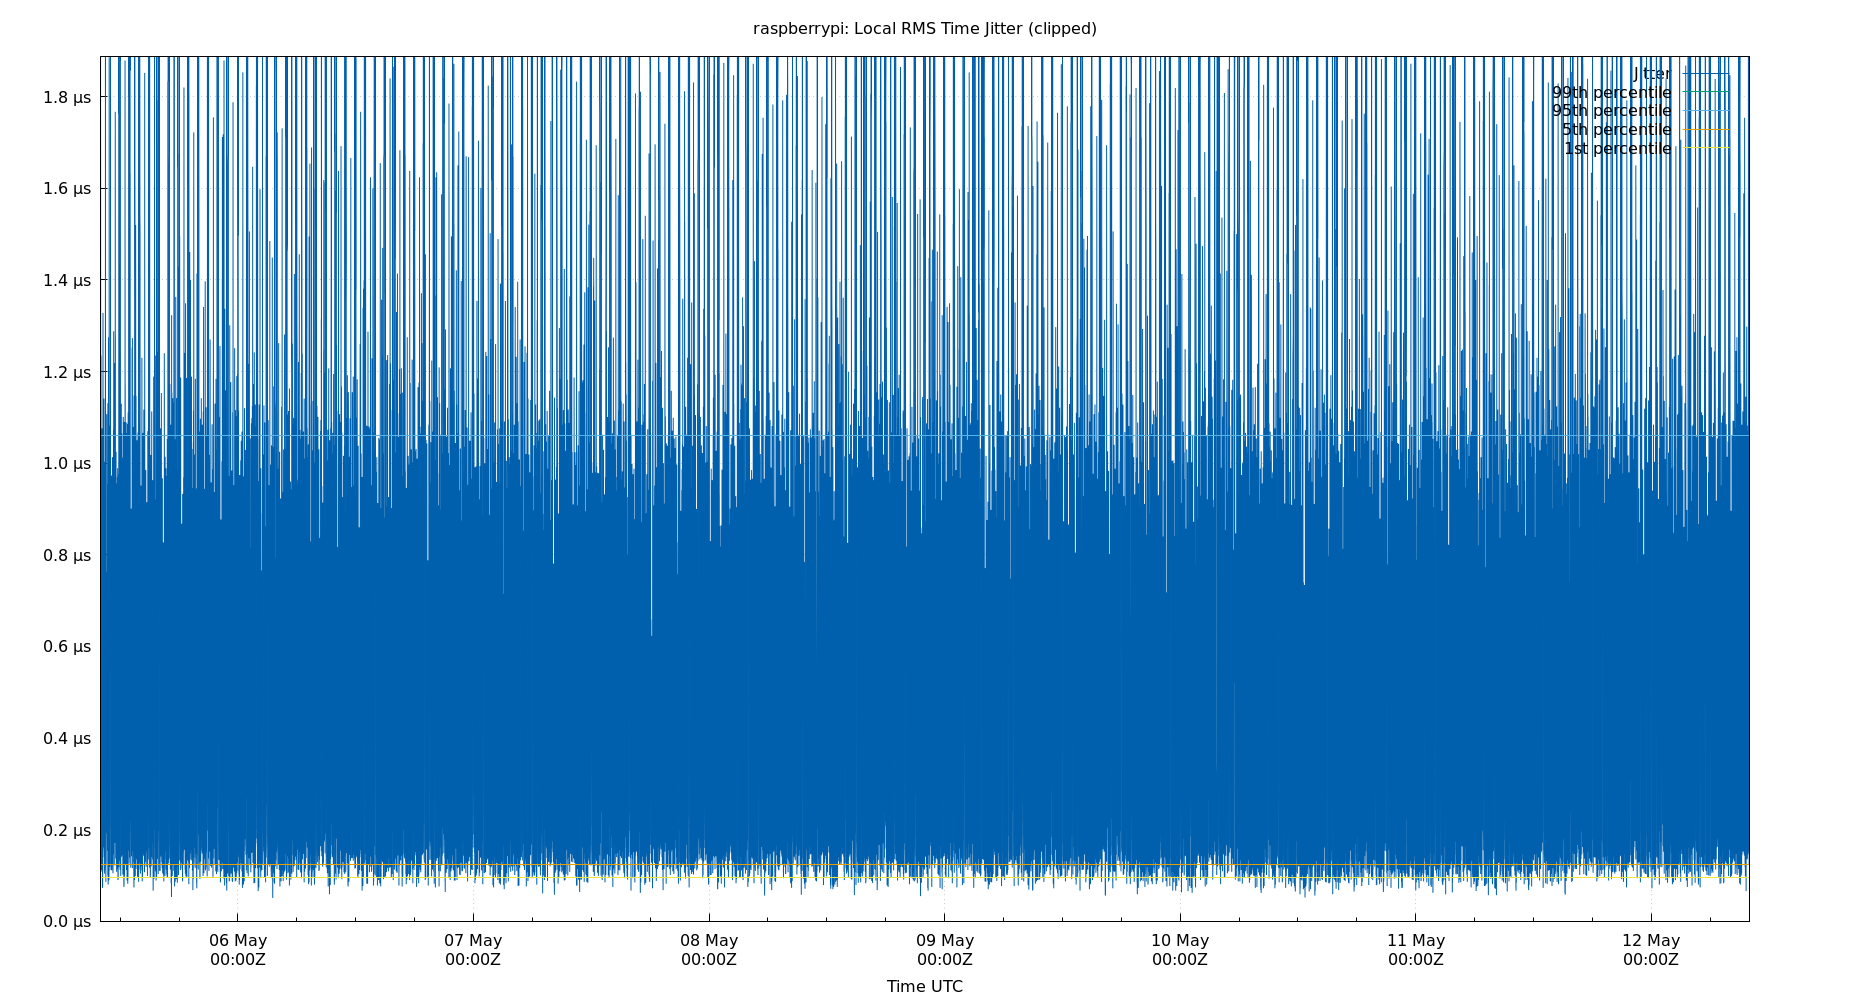 raspberrypi: Local RMS Time Jitter (clipped)
1.8 μs
1.6 μs
1.4 μs
1.2 μs
1.0 μs
0.8 μs
0.6 μs
0.4 μs
0.2 μs
0.0 μs
Jitter
99th percentile
95th percentile
5th percentile
1st percentile
06 May
00:00Z
07 May
00:00Z
08 May
00:00Z
09 May
00:00Z
10 May
00:00Z
11 May
00:00Z
12 May
00:00Z
Time UTC